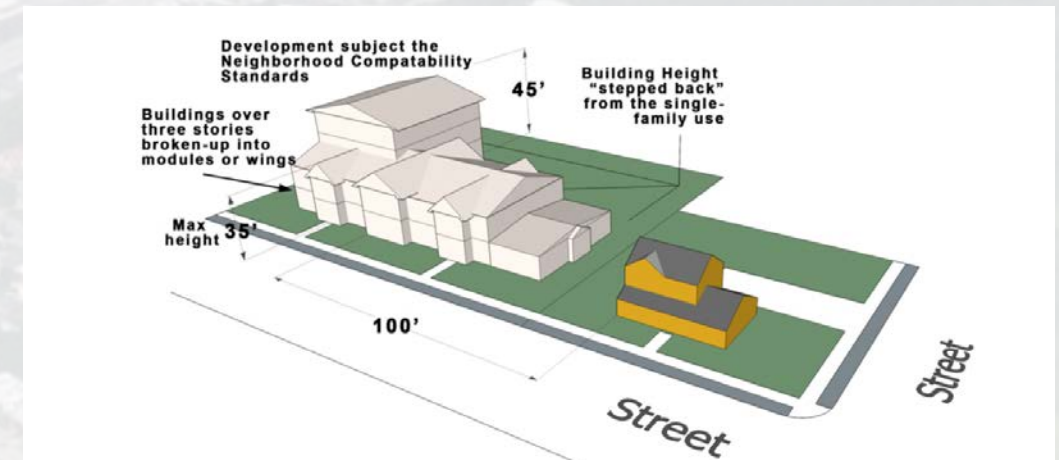 Development subject the
Neighborhood Compatability
Standards
45'
Building Height
"stepped back"
from the single-
family use
Buildings over
three stories
broken-up into
modules or wings
Max
height 35'
100'
Street
Street